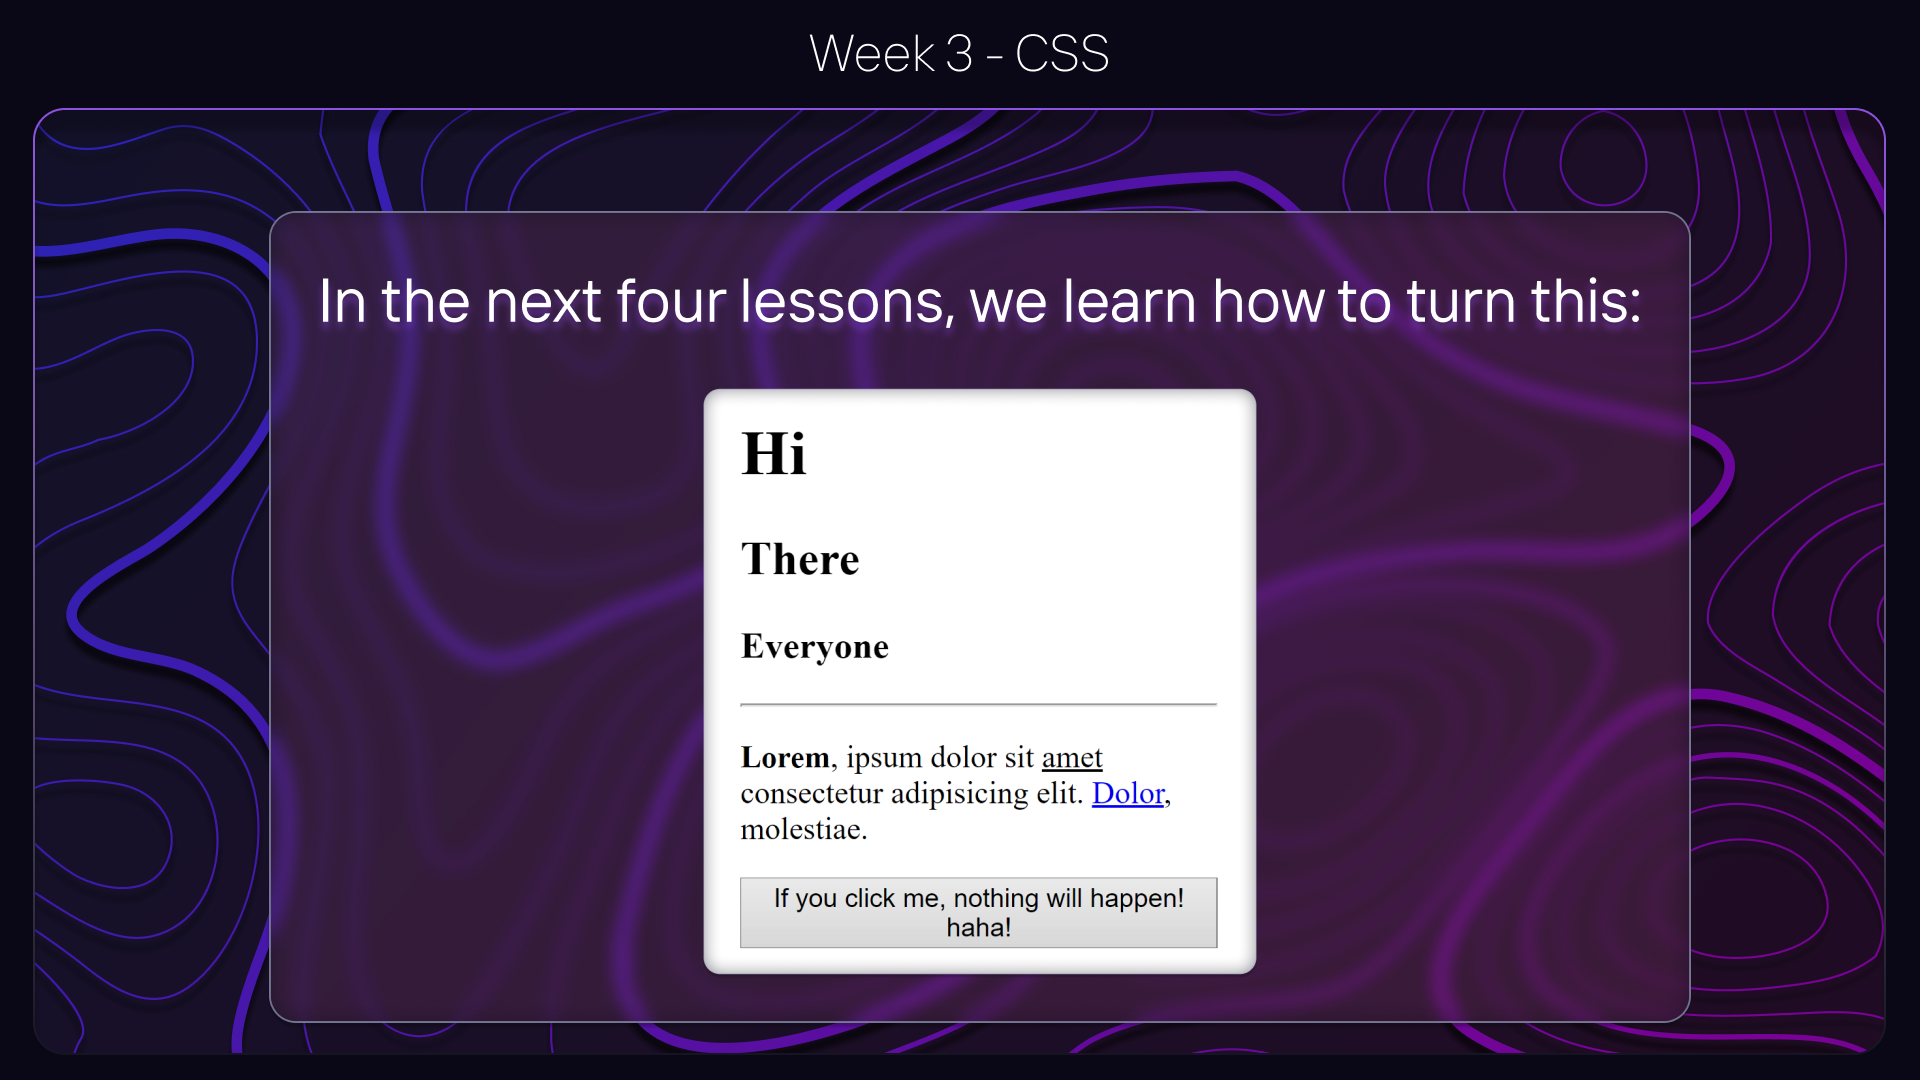 Week 3 - CSS
In the next four lessons, we learn how to turn this:
Hi
There
Everyone
Lorem, ipsum dolor sit amet
consectetur adipisicing elit. Dolor,
molestiae.
If you click me, nothing will happen!
haha!